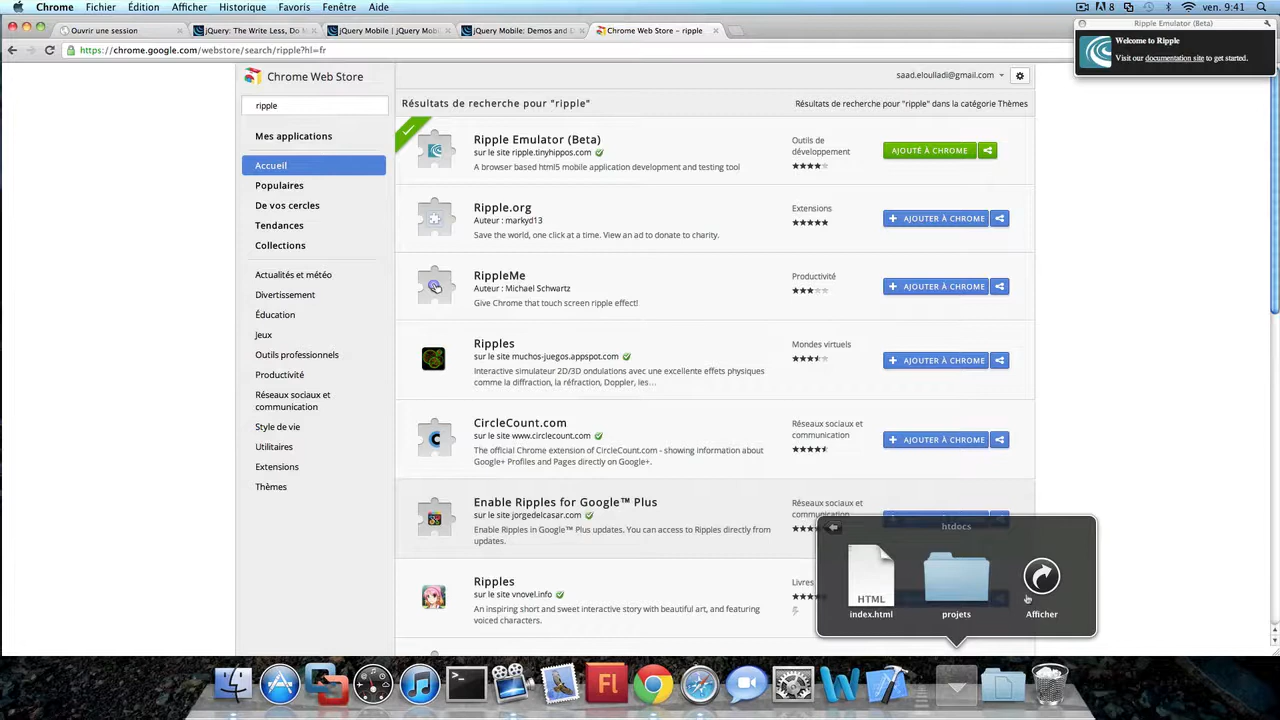 Chrome Fichier Édition Afficher Historique Favoris Fenêtre Aide
8 ven. 9:41
Ouvrir une session
jQuery: The Write Less, Do M
jQuery Mobile | jQuery Mobi
jQuery Mobile: Demos and
Chrome Web Store – ripple
Ripple Emulator (Beta)
Welcome to Ripple
Visit our documentation site to get started.
https://chrome.google.com/webstore/search/ripple?hl=fr
Chrome Web Store
saad.eloulladi@gmail.com
ripple
Résultats de recherche pour "ripple"
Résultats de recherche pour "ripple" dans la catégorie Thèmes
Mes applications
Accueil
Populaires
De vos cercles
Tendances
Collections
Actualités et météo
Divertissement
Éducation
Jeux
Outils professionnels
Productivité
Réseaux sociaux et
communication
Style de vie
Utilitaires
Extensions
Thèmes
Ripple Emulator (Beta)
sur le site ripple.tinyhippos.com
A browser based html5 mobile application development and testing tool
Outils de
développement
AJOUTÉ À CHROME
Ripple.org
Auteur : markyd13
Save the world, one click at a time. View an ad to donate to charity.
Extensions
AJOUTER À CHROME
RippleMe
Auteur : Michael Schwartz
Give Chrome that touch screen ripple effect!
Productivité
AJOUTER À CHROME
Ripples
sur le site muchos-juegos.appspot.com
Interactive simulateur 2D/3D ondulations avec une excellente effets physiques
comme la diffraction, la réfraction, Doppler, les...
Mondes virtuels
AJOUTER À CHROME
CircleCount.com
sur le site www.circlecount.com
The official Chrome extension of CircleCount.com - showing information about
Google+ Profiles and Pages directly on Google+.
Réseaux sociaux et
communication
AJOUTER À CHROME
Enable Ripples for Google™ Plus
sur le site jorgedelcasar.com
Enable Ripples in Google™ Plus updates. You can access to Ripples directly from
updates.
Réseaux sociaux et
Ripples
sur le site vnovel.info
An inspiring short and sweet interactive story with beautiful art, and featuring
voiced characters.
Livres
htdocs
HTML
index.html
projets
Afficher
Fl